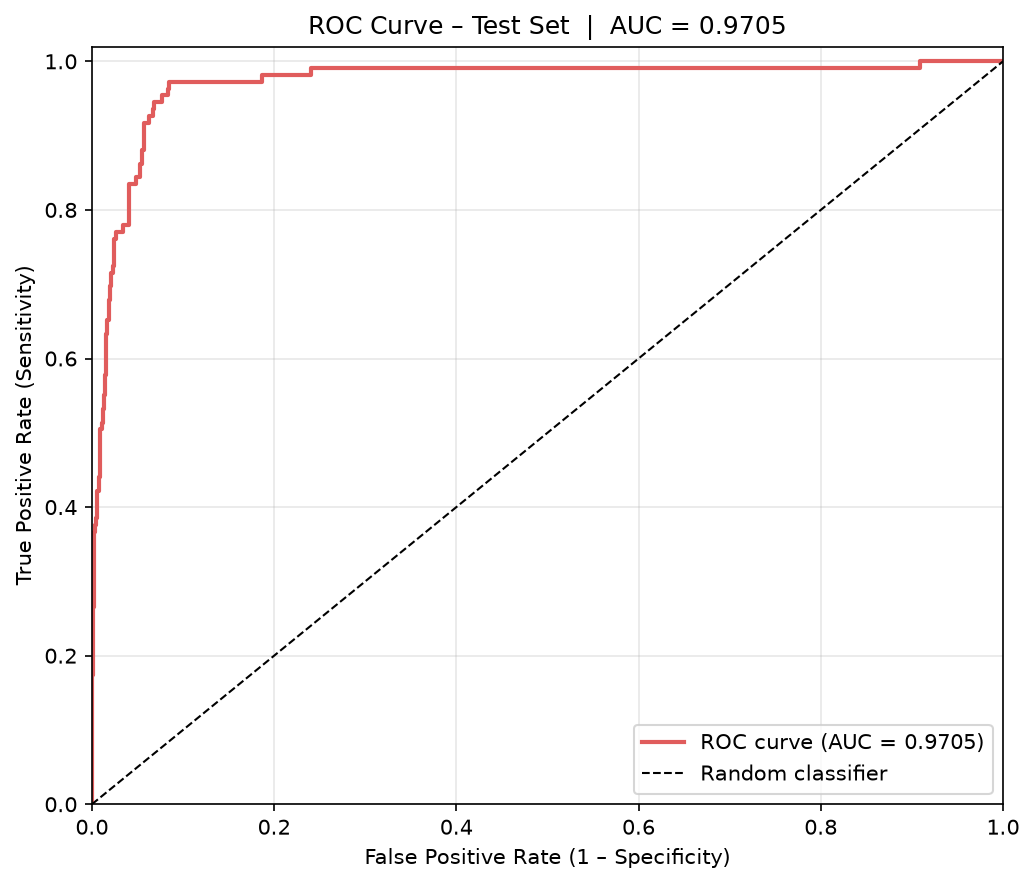 ROC Curve – Test Set | AUC = 0.9705
True Positive Rate (Sensitivity)
1.0
0.8
0.6
0.4
0.2
0.0
ROC curve (AUC = 0.9705)
Random classifier
0.0 0.2 0.4 0.6 0.8 1.0
False Positive Rate (1 – Specificity)